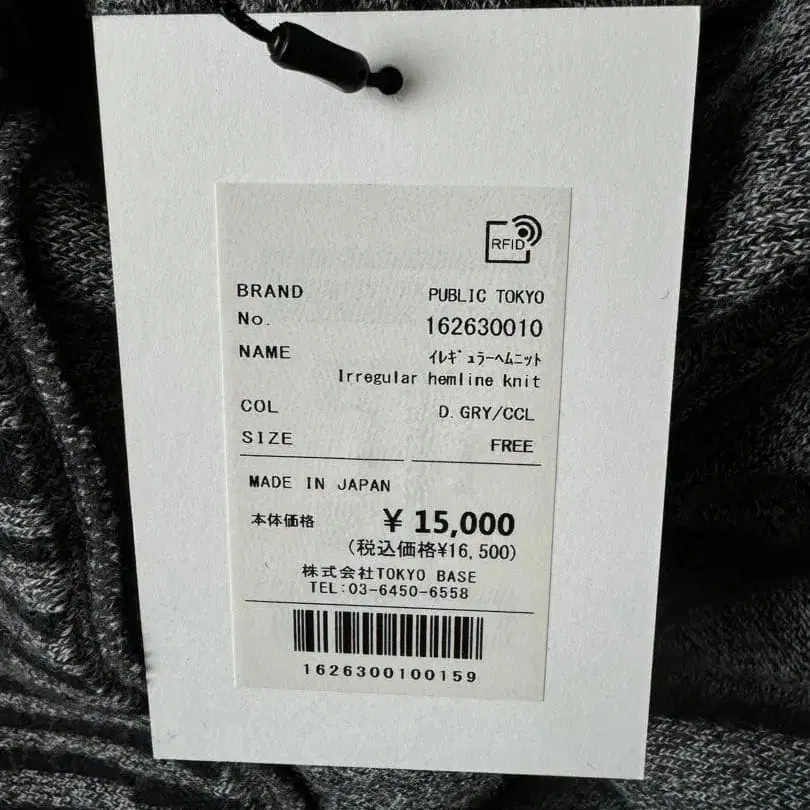 RFID
BRAND PUBLIC TOKYO
No. 162630010
NAME ｲﾚｷﾞｭﾗｰﾍﾑﾆｯﾄ
Irregular hemline knit
COL D.GRY/CCL
SIZE FREE
MADE IN JAPAN
本体価格 ¥ 15,000
(税込価格¥16,500)
株式会社TOKYO BASE
TEL:03-6450-6558
1626300100159